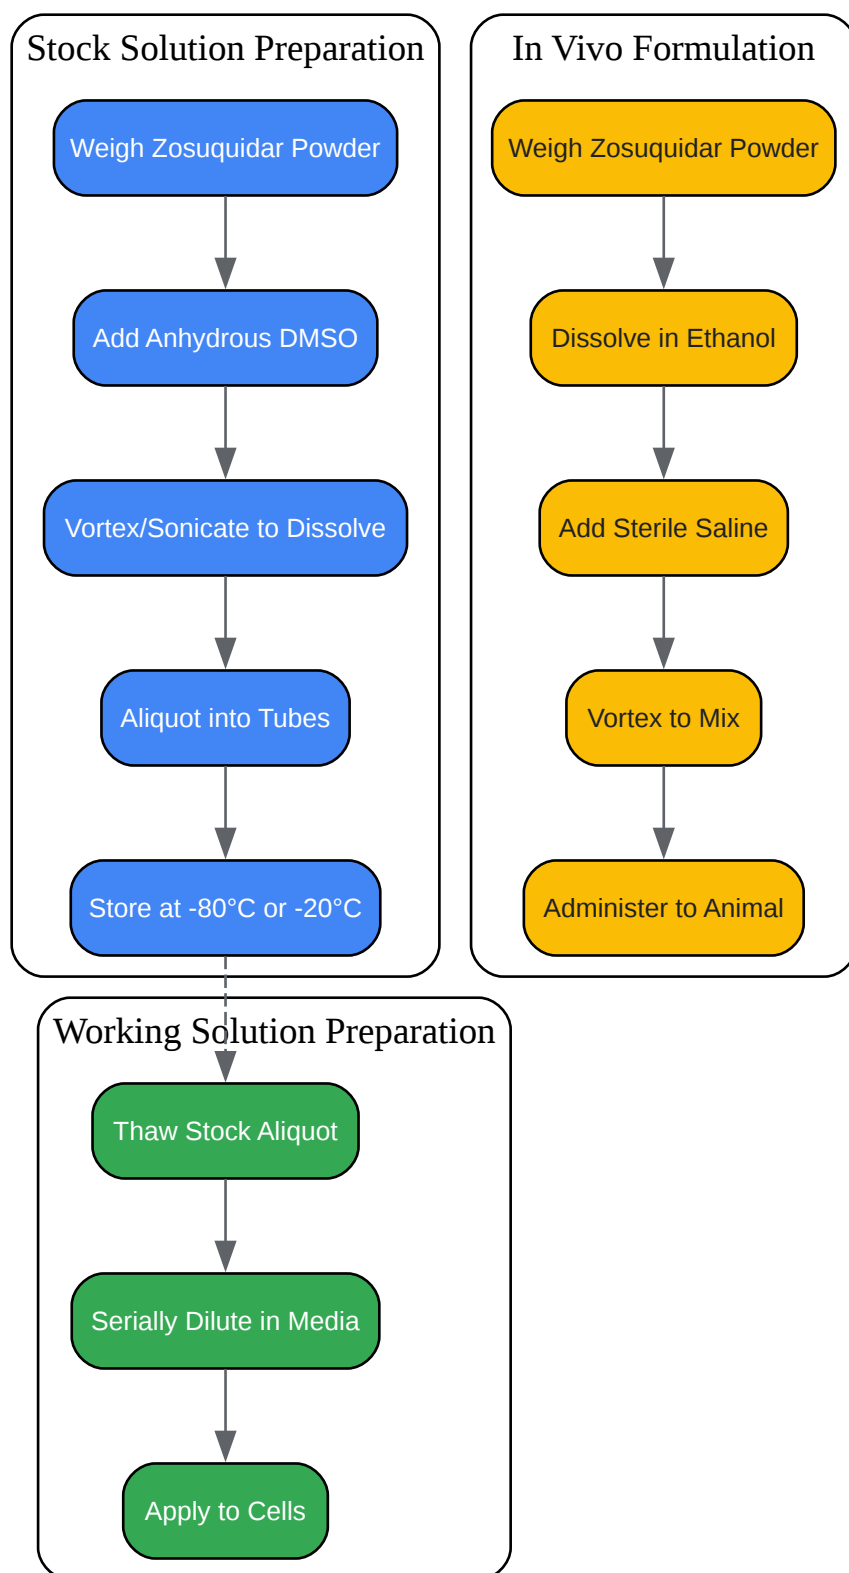 Stock Solution Preparation
Weigh Zosuquidar Powder
Add Anhydrous DMSO
Vortex/Sonicate to Dissolve
Aliquot into Tubes
Store at -80°C or -20°C
In Vivo Formulation
Weigh Zosuquidar Powder
Dissolve in Ethanol
Add Sterile Saline
Vortex to Mix
Administer to Animal
Working Solution Preparation
Thaw Stock Aliquot
Serially Dilute in Media
Apply to Cells